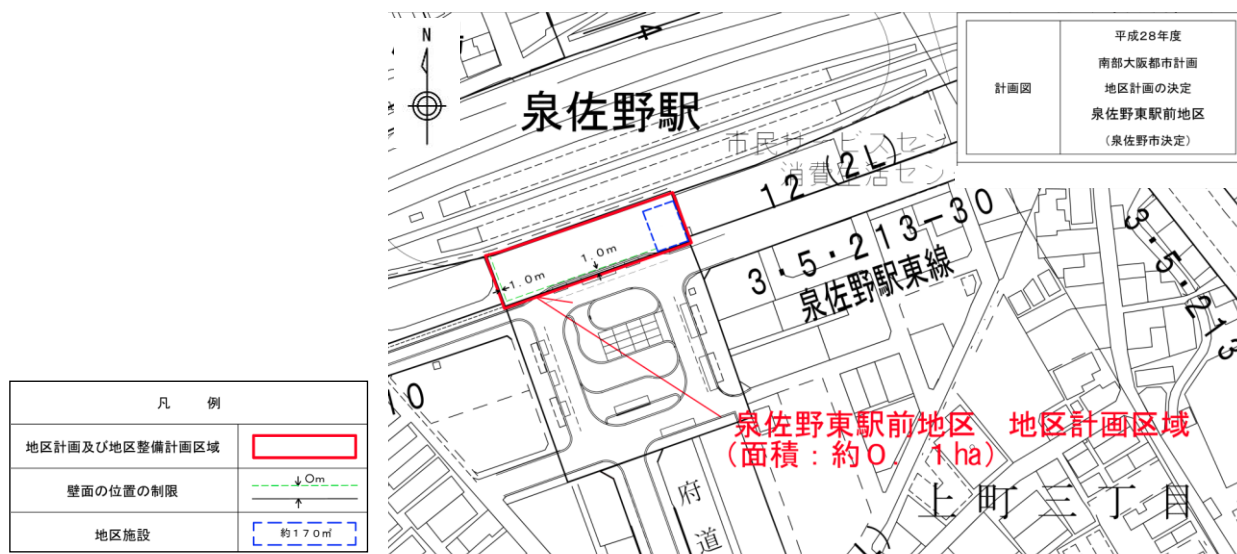 N
泉佐野駅
計画図
平成28年度
南部大阪都市計画
地区計画の決定
泉佐野東駅前地区
(泉佐野市決定)
市民サービスセン
消費生活セン
12 (2L)
3・5・213-30
泉佐野駅東線
3・5・213
1.0m
1.0m
10
泉佐野東駅前地区 地区計画区域
(面積:約0.1ha)
府道
上町三丁目
凡 例
地区計画及び地区整備計画区域
壁面の位置の制限
Om
地区施設
約170㎡